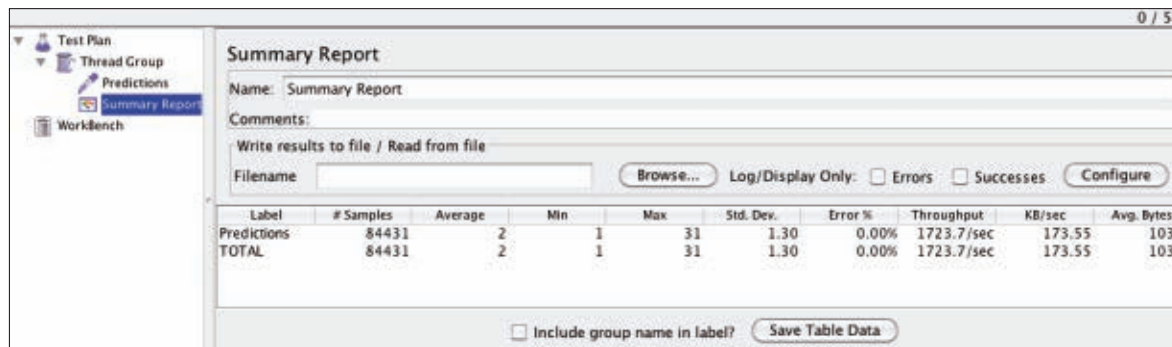 0 / 5
Test Plan
Thread Group
Predictions
Summary Report
WorkBench
Summary Report
Name: Summary Report
Comments:
Write results to file / Read from file
Filename Browse... Log/Display Only: Errors Successes Configure
Label # Samples Average Min Max Std. Dev. Error % Throughput KB/sec Avg. Bytes
Predictions 84431 2 1 31 1.30 0.00% 1723.7/sec 173.55 103
TOTAL 84431 2 1 31 1.30 0.00% 1723.7/sec 173.55 103
Include group name in label? Save Table Data